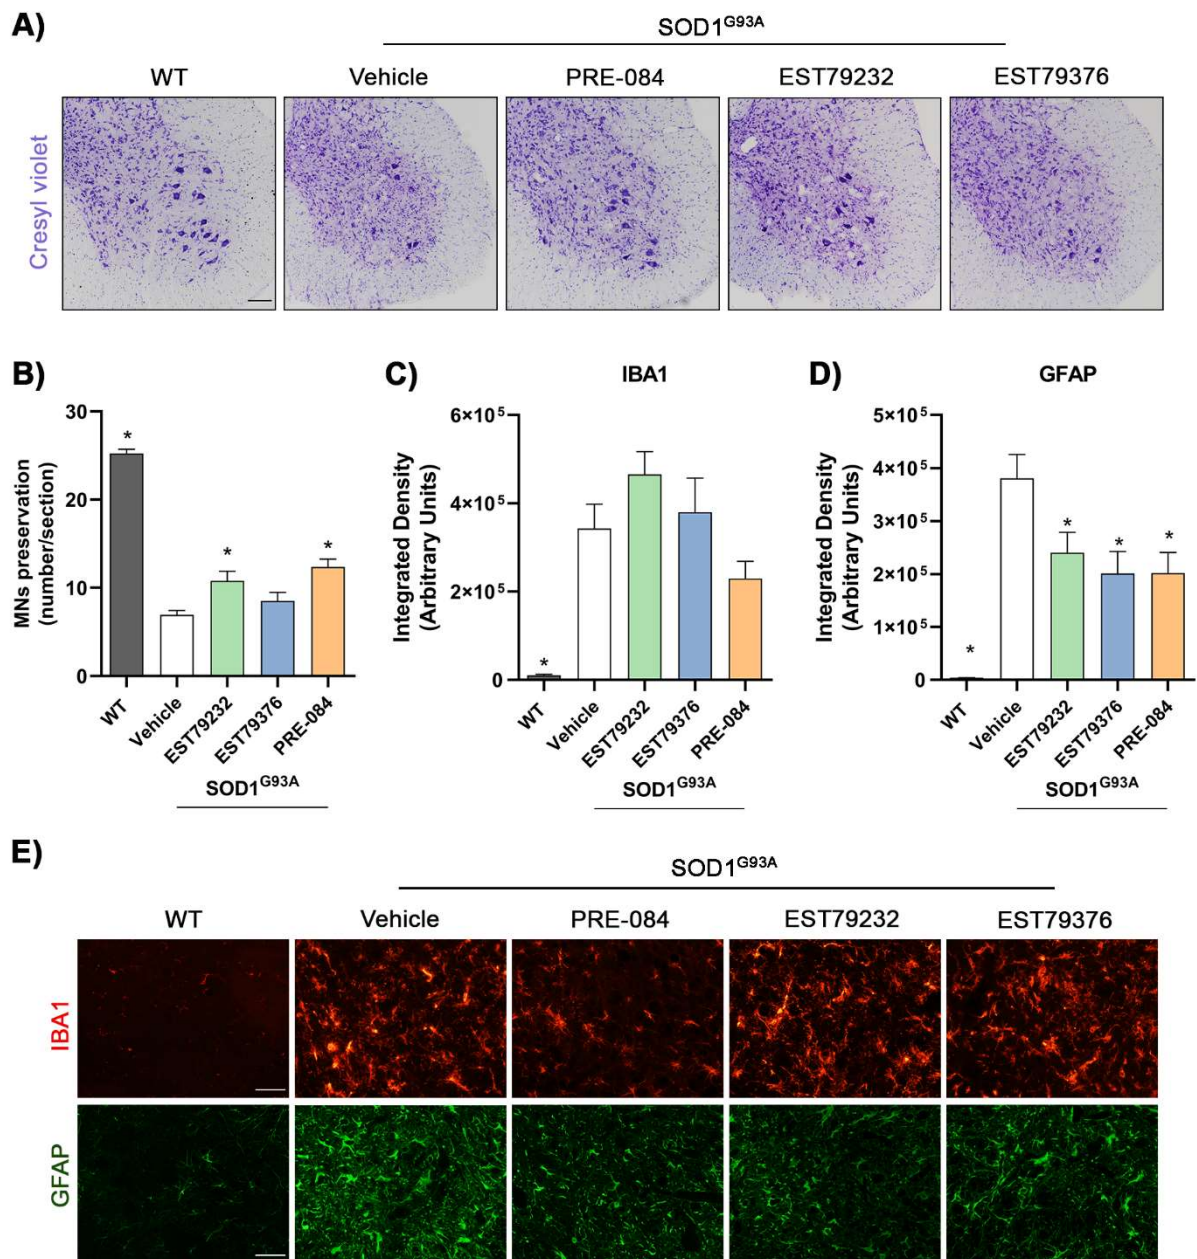 A)
SOD1ᴳ⁹³ᴬ
WT Vehicle PRE-084 EST79232 EST79376
Cresyl violet
B)
MNs preservation
(number/section)
30
20
10
0
*
*
*
WT
Vehicle
EST79232
EST79376
PRE-084
SOD1ᴳ⁹³ᴬ
C)
IBA1
Integrated Density
(Arbitrary Units)
6×10⁵
4×10⁵
2×10⁵
0
*
WT
Vehicle
EST79232
EST79376
PRE-084
SOD1ᴳ⁹³ᴬ
D)
GFAP
Integrated Density
(Arbitrary Units)
5×10⁵
4×10⁵
3×10⁵
2×10⁵
1×10⁵
0
*
*
*
*
WT
Vehicle
EST79232
EST79376
PRE-084
SOD1ᴳ⁹³ᴬ
E)
SOD1ᴳ⁹³ᴬ
WT Vehicle PRE-084 EST79232 EST79376
IBA1
GFAP